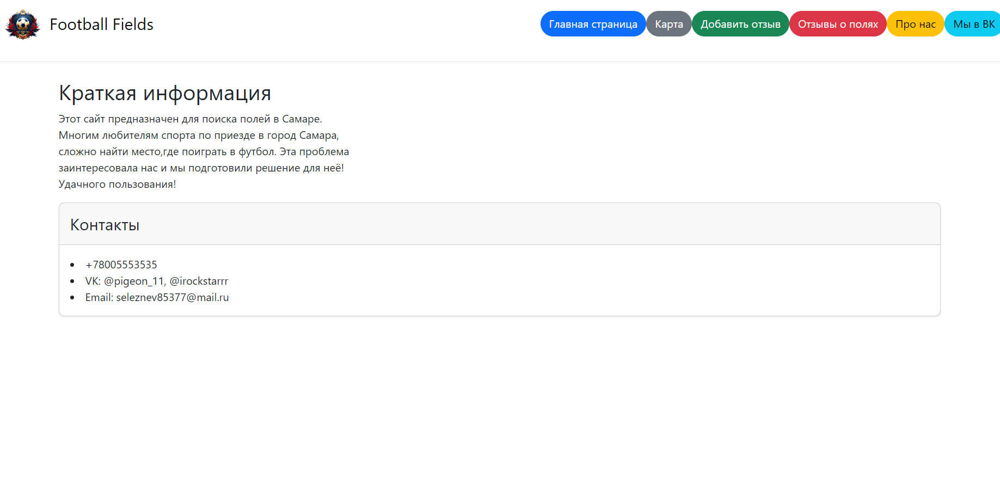 Football Fields
Главная страница Карта Добавить отзыв Отзывы о полях Про нас Мы в ВК
Краткая информация
Этот сайт предназначен для поиска полей в Самаре.
Многим любителям спорта по приезде в город Самара,
сложно найти место,где поиграть в футбол. Эта проблема
заинтересовала нас и мы подготовили решение для неё!
Удачного пользования!
Контакты
+78005553535
VK: @pigeon_11, @irockstarrr
Email: seleznev85377@mail.ru